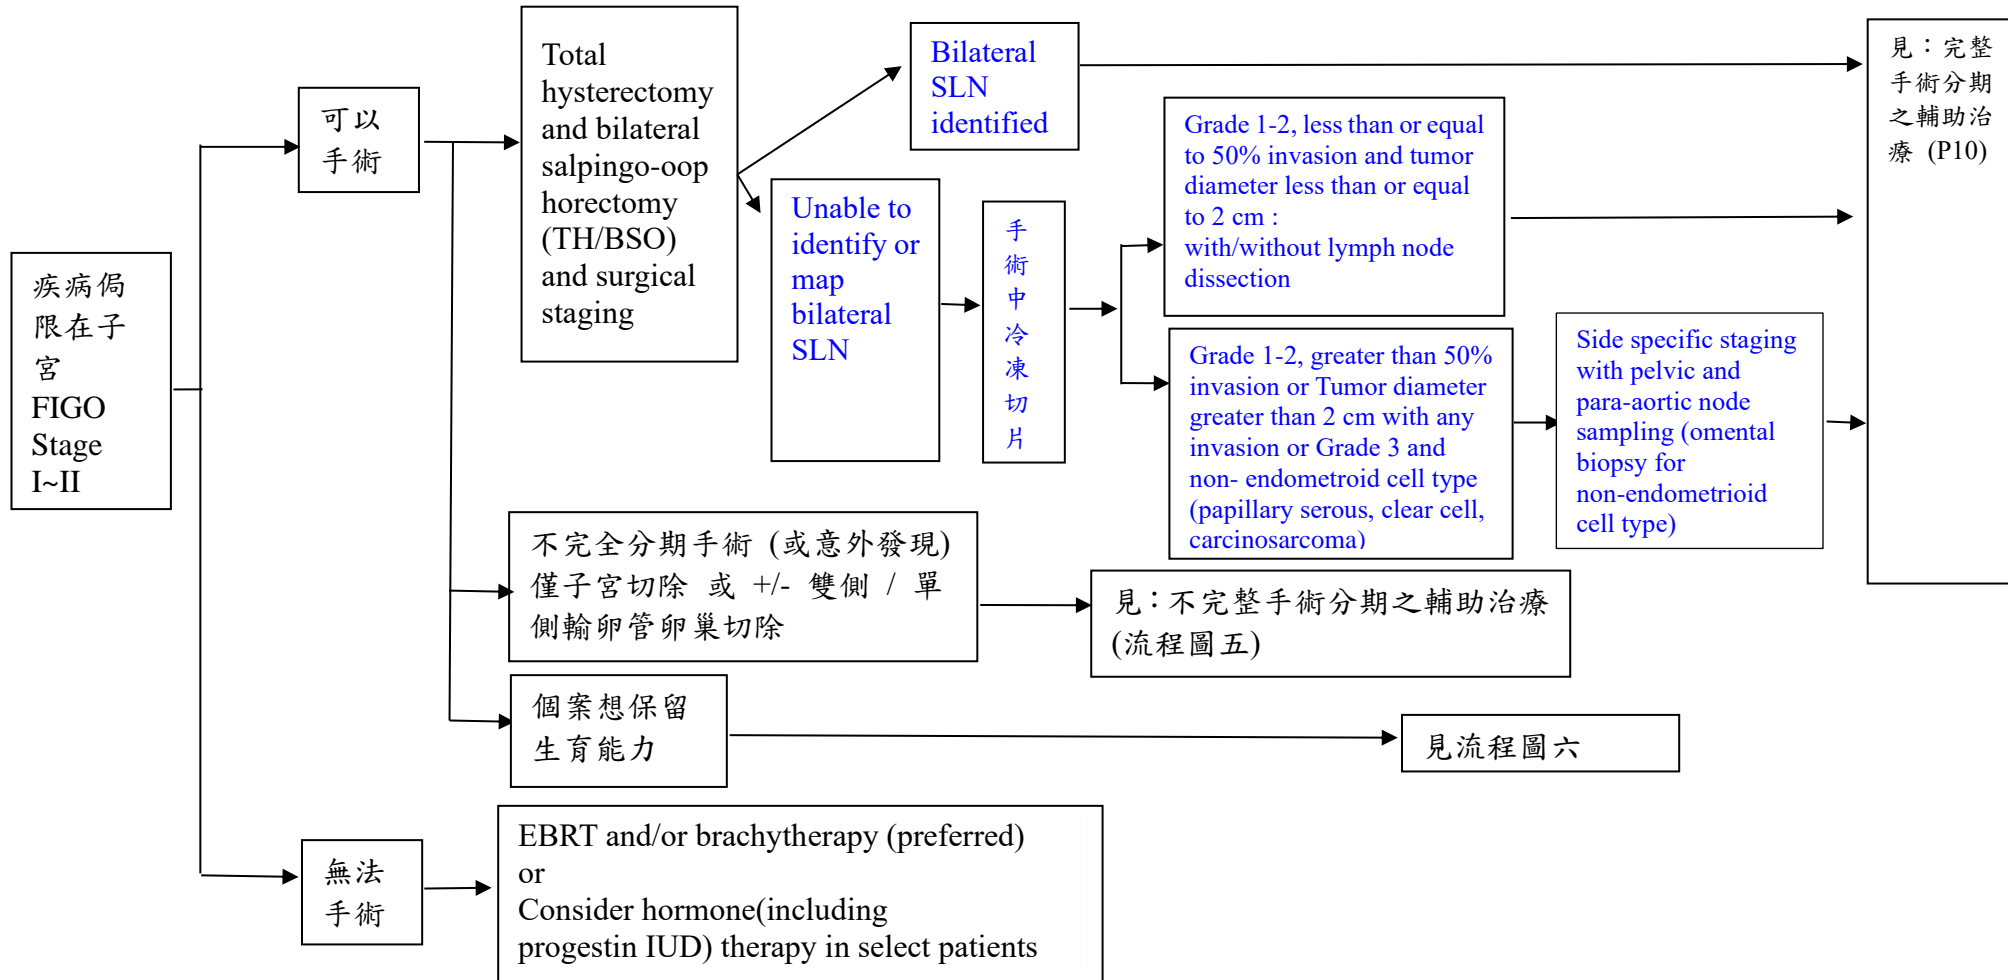 疾病侷
限在子
宮
FIGO
Stage
I~II
可以
手術
Total
hysterectomy
and bilateral
salpingo-oop
horectomy
(TH/BSO)
and surgical
staging
Bilateral
SLN
identified
Unable to
identify or
map
bilateral
SLN
手
術
中
冷
凍
切
片
Grade 1-2, less than or equal
to 50% invasion and tumor
diameter less than or equal
to 2 cm :
with/without lymph node
dissection
Grade 1-2, greater than 50%
invasion or Tumor diameter
greater than 2 cm with any
invasion or Grade 3 and
non- endometroid cell type
(papillary serous, clear cell,
carcinosarcoma)
Side specific staging
with pelvic and
para-aortic node
sampling (omental
biopsy for
non-endometrioid
cell type)
見：完整
手術分期
之輔助治
療 (P10)
不完全分期手術 (或意外發現)
僅子宮切除 或 +/- 雙側 / 單
側輸卵管卵巢切除
見：不完整手術分期之輔助治療
(流程圖五)
個案想保留
生育能力
見流程圖六
無法
手術
EBRT and/or brachytherapy (preferred)
or
Consider hormone(including
progestin IUD) therapy in select patients